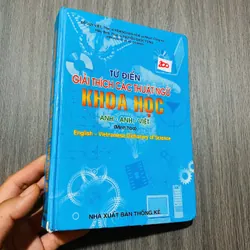 TỪ ĐIỂN
GIẢI THÍCH CÁC THUẬT NGỮ
KHOA HỌC
ANH - ANH - VIỆT
English - Vietnamese Dictionary of Science
NHÀ XUẤT BẢN THỐNG KÊ